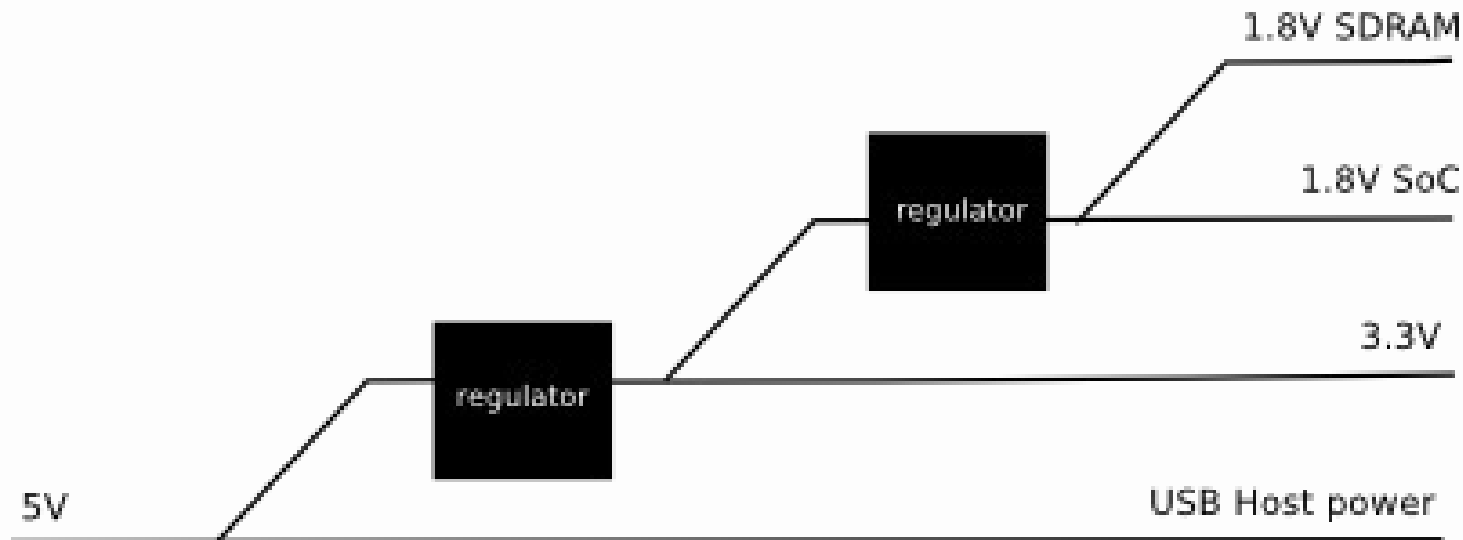 1.8V SDRAM
1.8V SoC
regulator
3.3V
regulator
5V
USB Host power